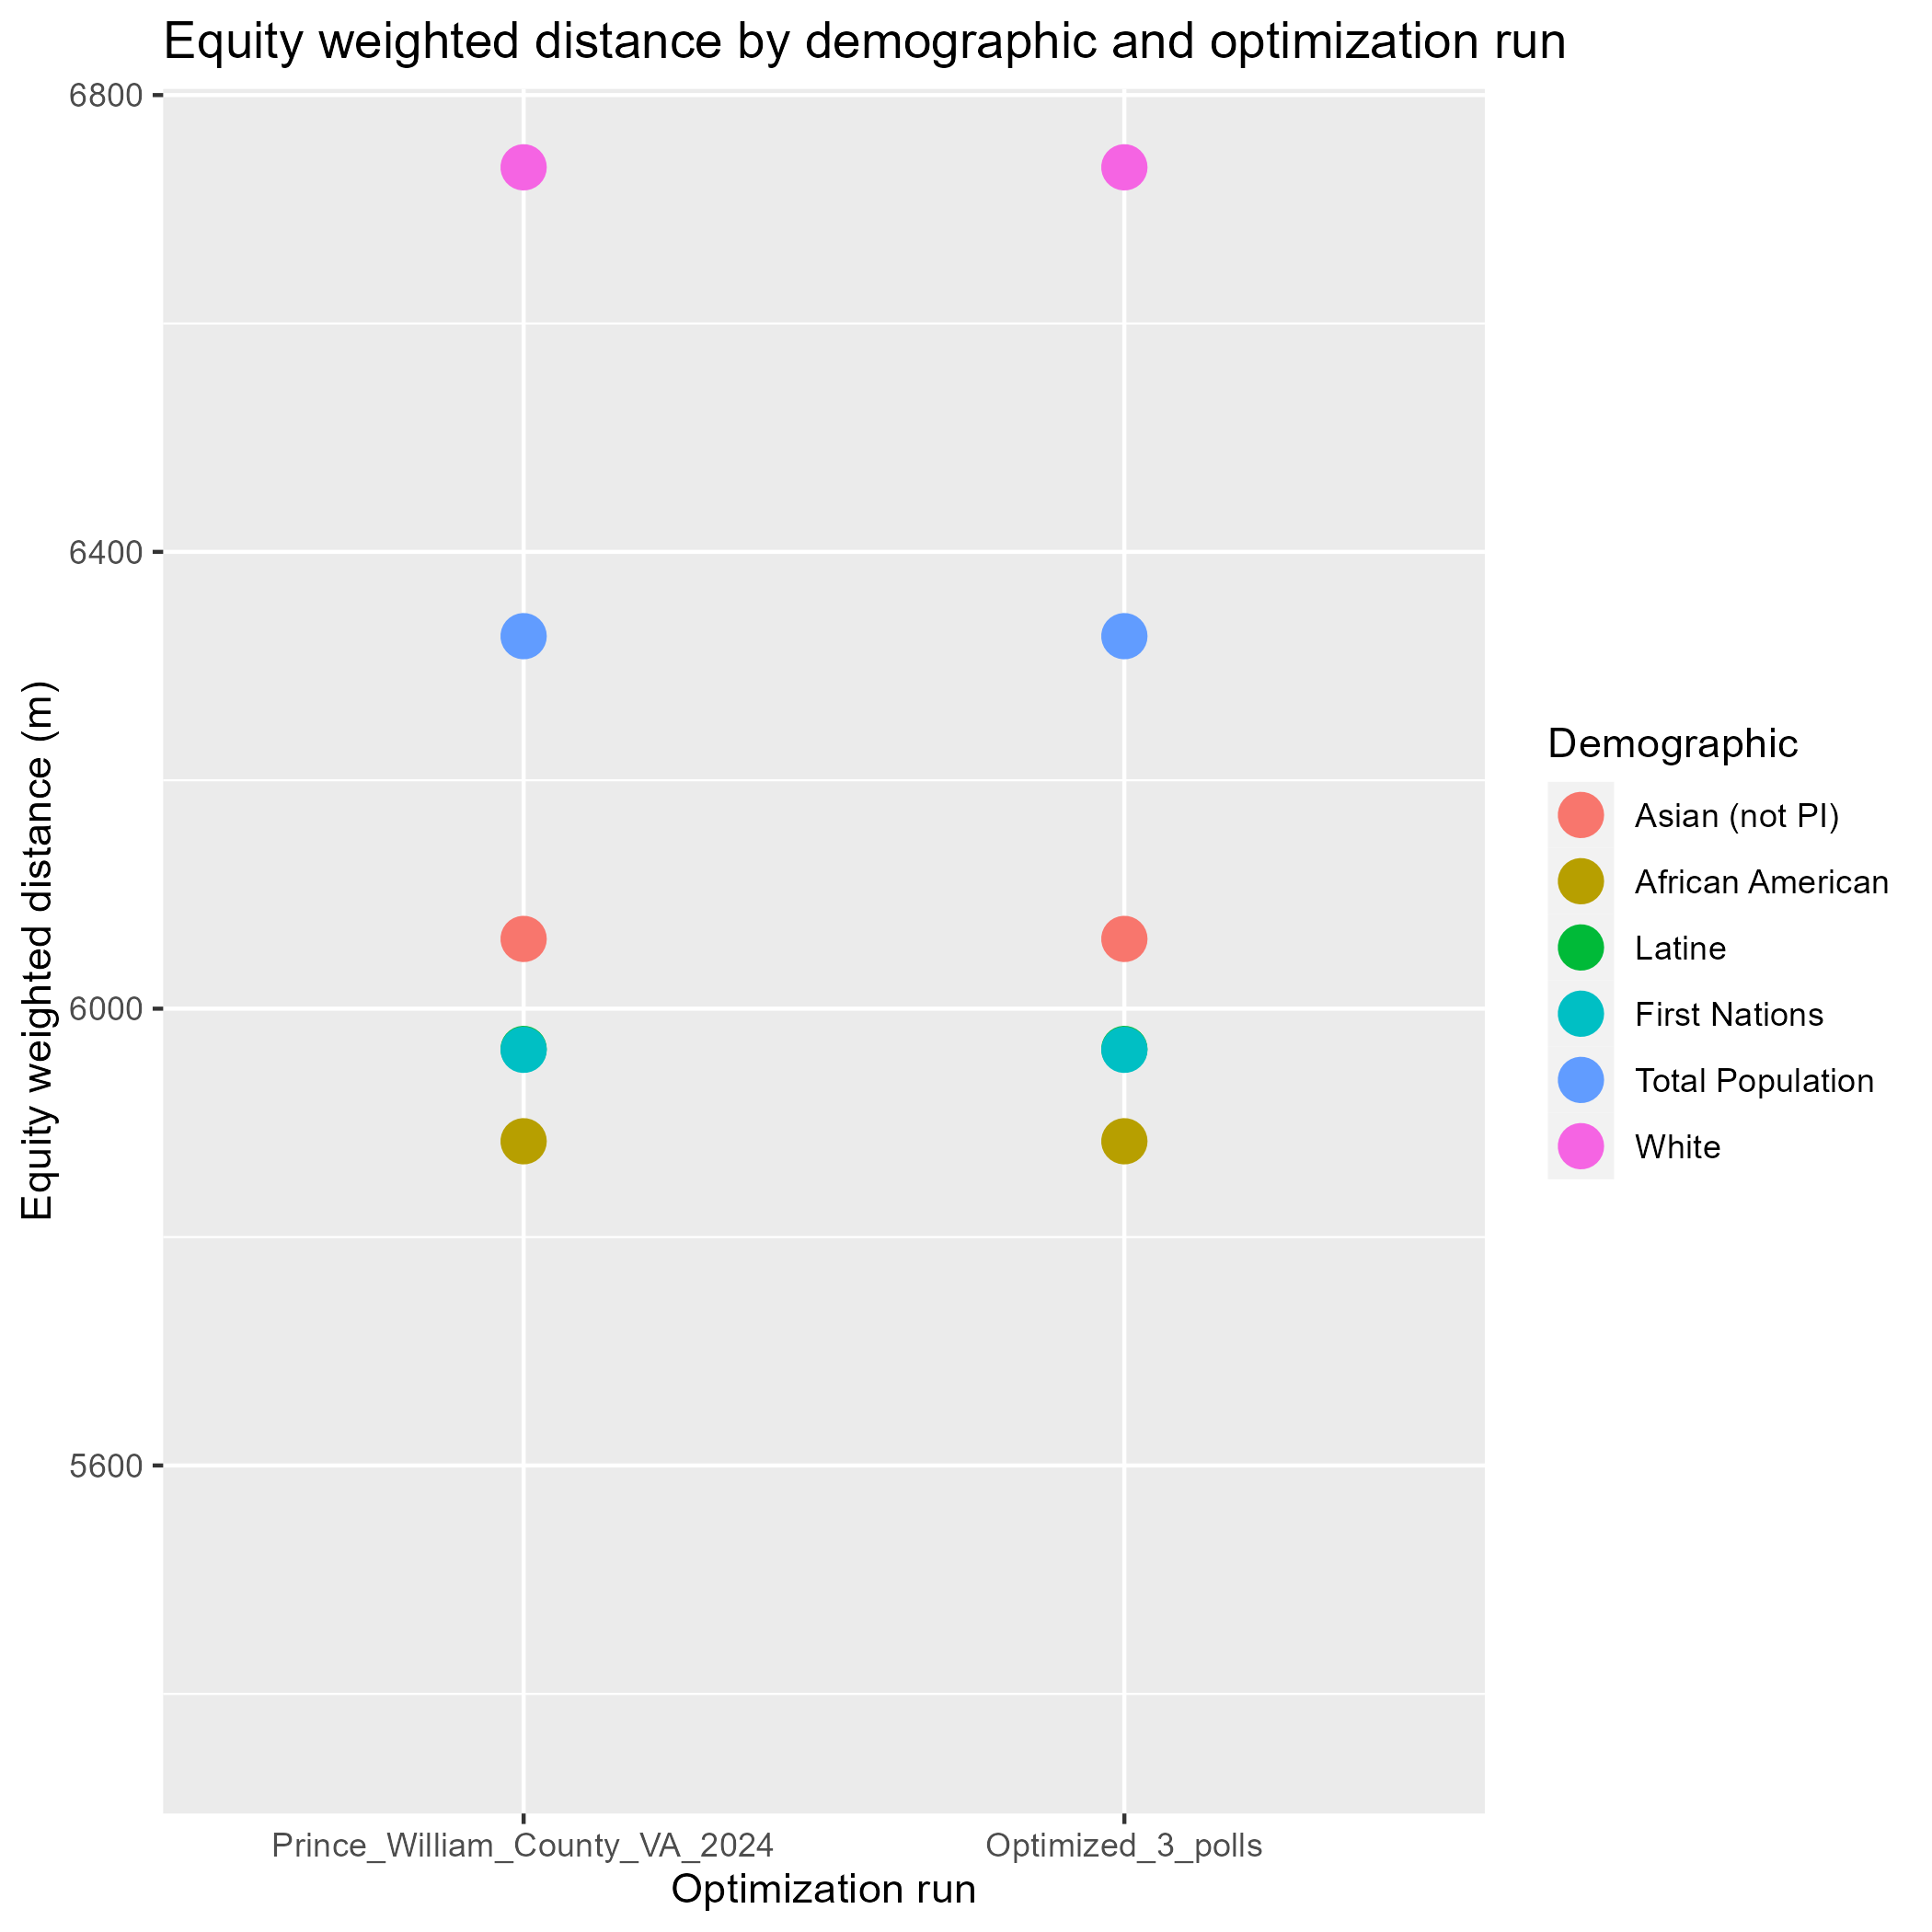 Equity weighted distance by demographic and optimization run
Equity weighted distance (m)
6800
6400
6000
5600
Prince_William_County_VA_2024
Optimized_3_polls
Optimization run
Demographic
Asian (not PI)
African American
Latine
First Nations
Total Population
White